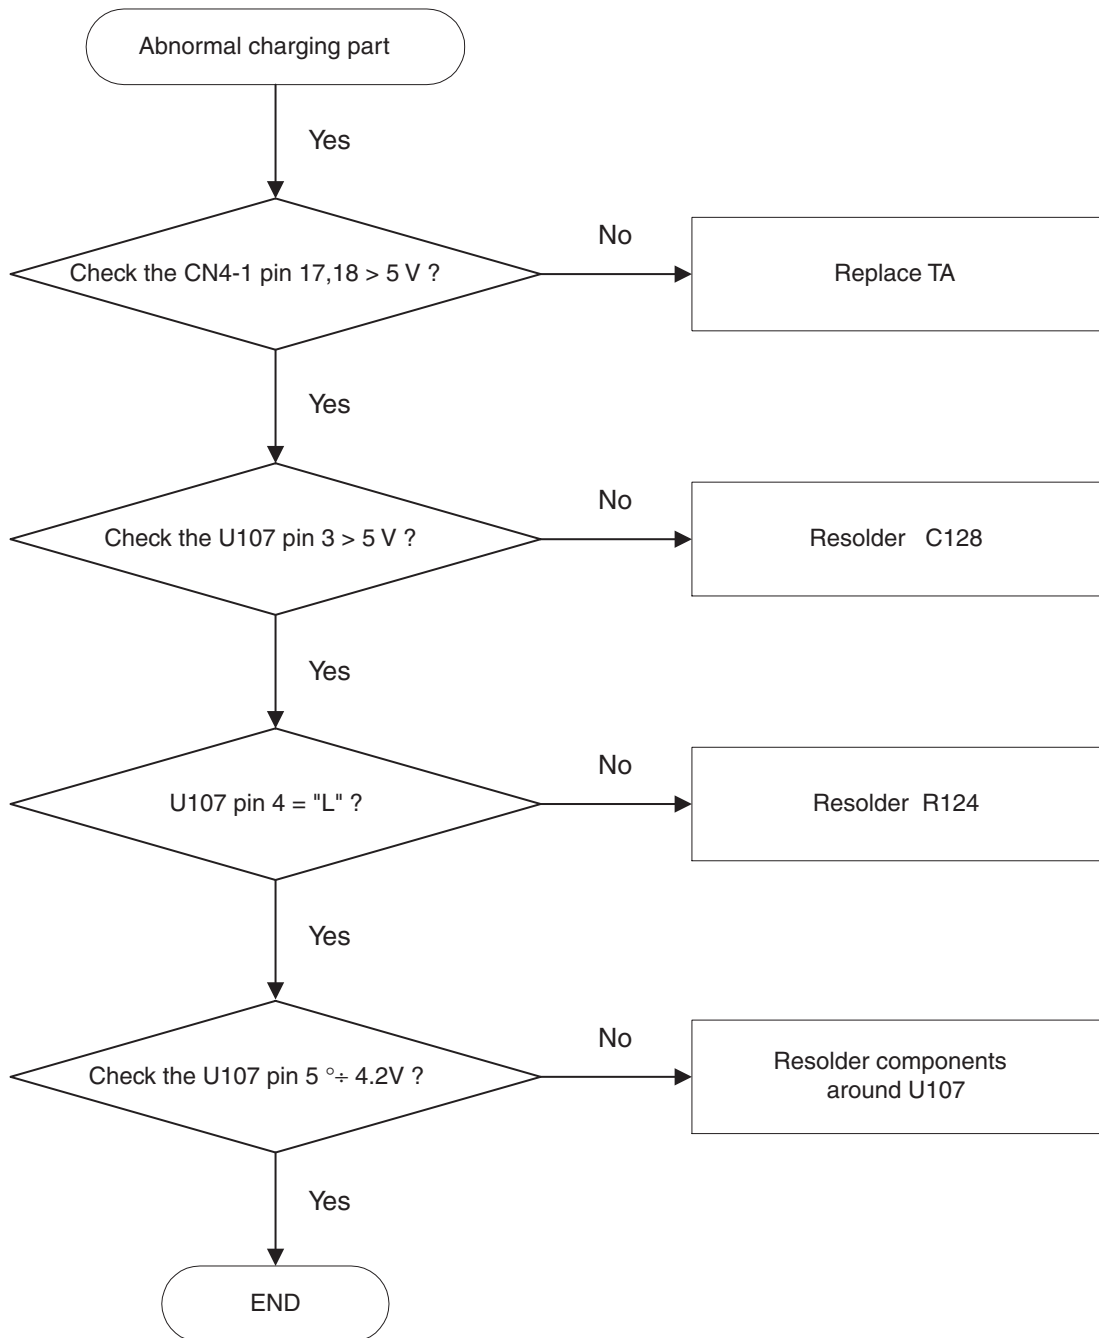 Abnormal charging part
Yes
Check the CN4-1 pin 17,18 > 5 V ?
No
Replace TA
Yes
Check the U107 pin 3 > 5 V ?
No
Resolder C128
Yes
U107 pin 4 = "L" ?
No
Resolder R124
Yes
Check the U107 pin 5 °÷ 4.2V ?
No
Resolder components
around U107
Yes
END